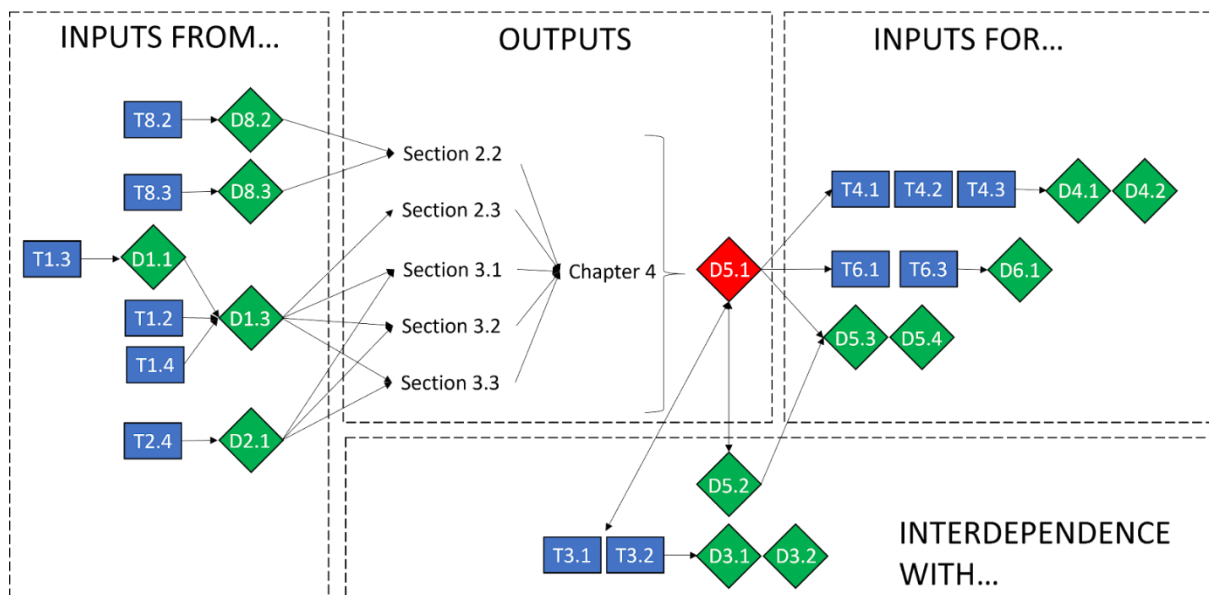 INPUTS FROM...
T8.2
D8.2
T8.3
D8.3
T1.3
D1.1
T1.2
D1.3
T1.4
T2.4
D2.1
OUTPUTS
Section 2.2
Section 2.3
Section 3.1
Section 3.2
Section 3.3
Chapter 4
D5.1
INPUTS FOR...
T4.1 T4.2 T4.3 D4.1 D4.2
T6.1 T6.3 D6.1
D5.3 D5.4
D5.2
T3.1 T3.2 D3.1 D3.2
INTERDEPENDENCE
WITH...